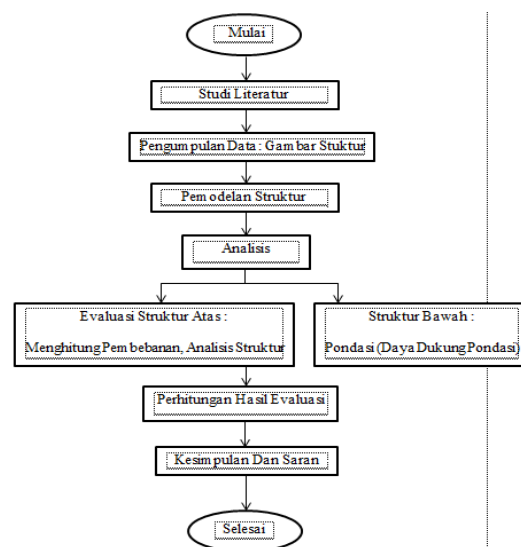 Mulai
Studi Literatur
Pengumpulan Data : Gambar Stuktur
Pemodelan Struktur
Analisis
Evaluasi Struktur Atas :
Menghitung Pembebanan, Analisis Struktur
Struktur Bawah :
Pondasi (Daya Dukung Pondasi)
Perhitungan Hasil Evaluasi
Kesimpulan Dan Saran
Selesai